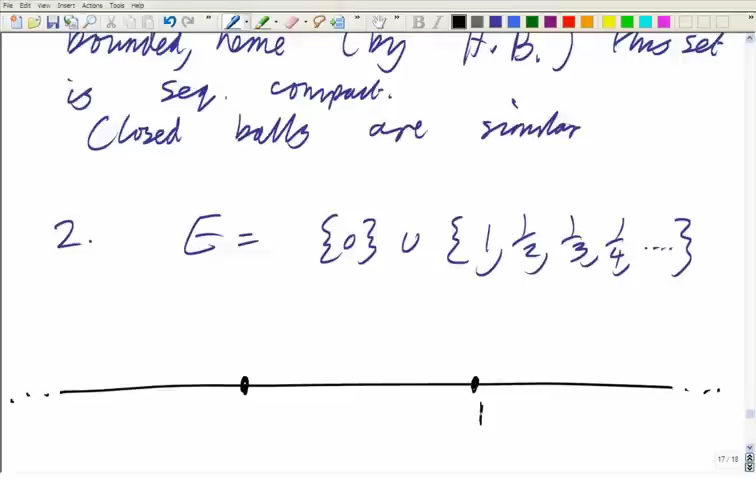 File Edit View Insert Actions Tools Help
bounded, hence (by H.B.) this set
is seq. compact.
Closed balls are similar
2. E = {0} ∪ {1, 1/2, 1/3, 1/4, ....}
... ...
1
17 / 18